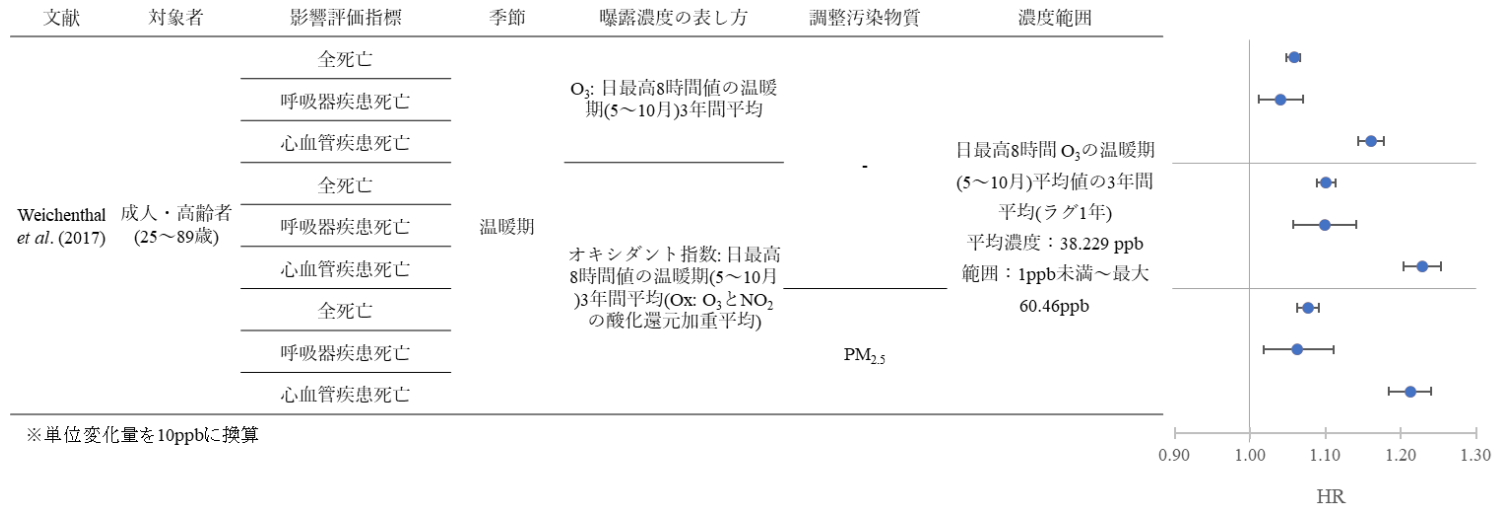 文献 対象者 影響評価指標 季節 曝露濃度の表し方 調整汚染物質 濃度範囲
Weichenthal
et al. (2017)
成人・高齢者
(25〜89歳)
全死亡
呼吸器疾患死亡
心血管疾患死亡
全死亡
呼吸器疾患死亡
心血管疾患死亡
全死亡
呼吸器疾患死亡
心血管疾患死亡
温暖期
O3: 日最高8時間値の温暖
期(5〜10月)3年間平均
オキシダント指数: 日最高
8時間値の温暖期(5〜10月
)3年間平均(Ox: O3とNO2
の酸化還元加重平均)
-
PM2.5
日最高8時間 O3の温暖期
(5〜10月)平均値の3年間
平均(ラグ1年)
平均濃度：38.229 ppb
範囲：1ppb未満〜最大
60.46ppb
※単位変化量を10ppbに換算
0.90 1.00 1.10 1.20 1.30
HR